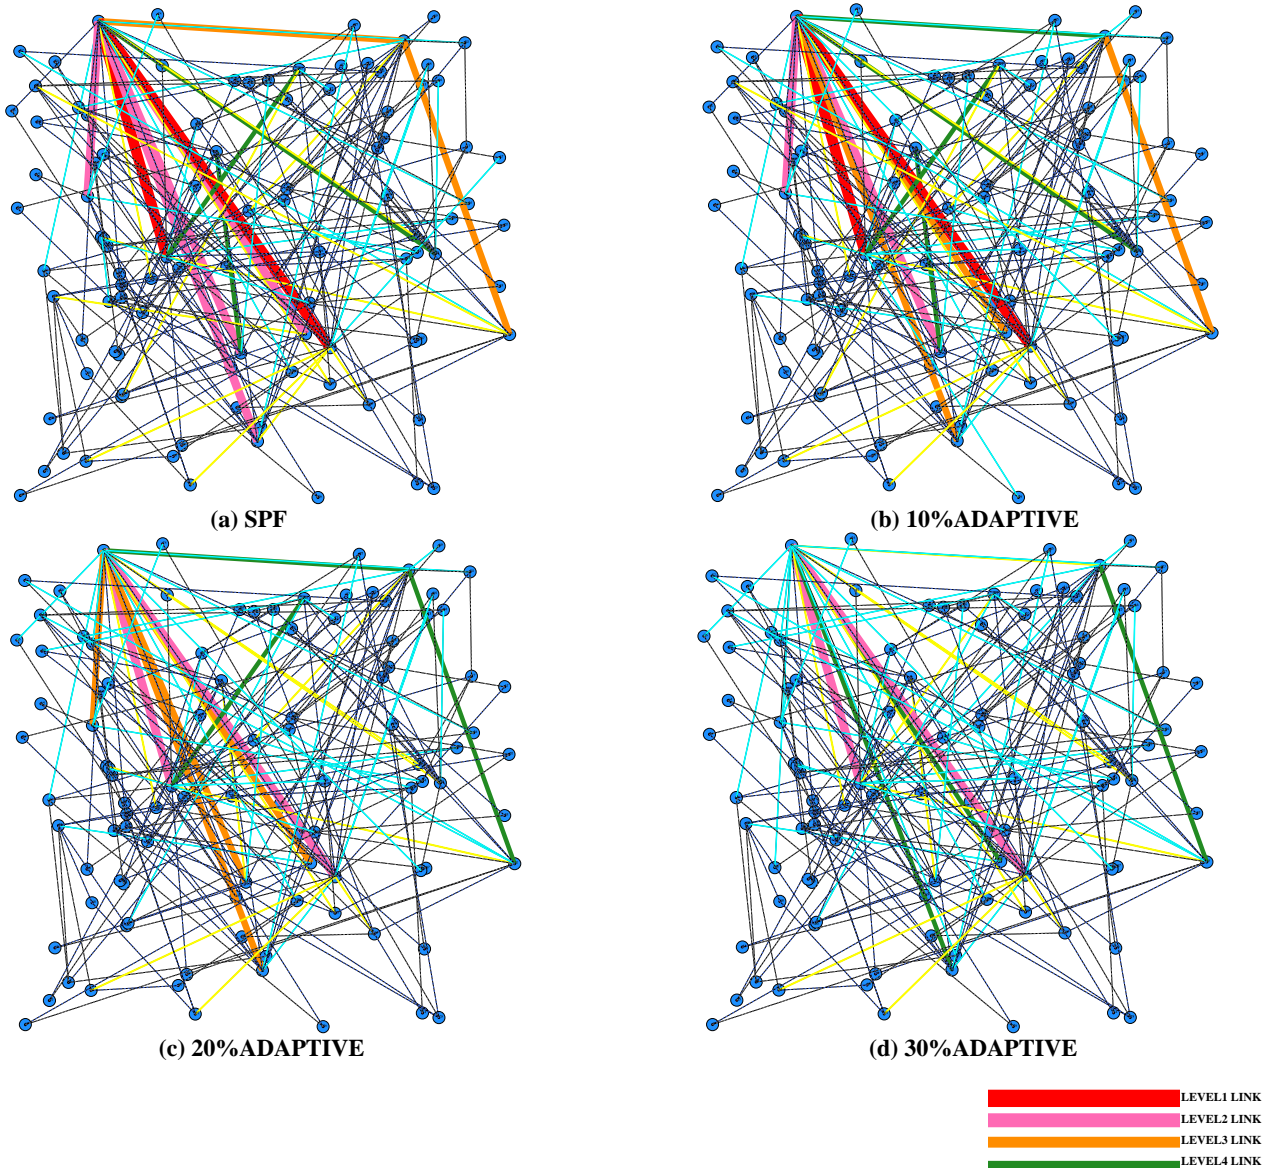 (a) SPF
(b) 10%ADAPTIVE
(c) 20%ADAPTIVE
(d) 30%ADAPTIVE
LEVEL1 LINK
LEVEL2 LINK
LEVEL3 LINK
LEVEL4 LINK